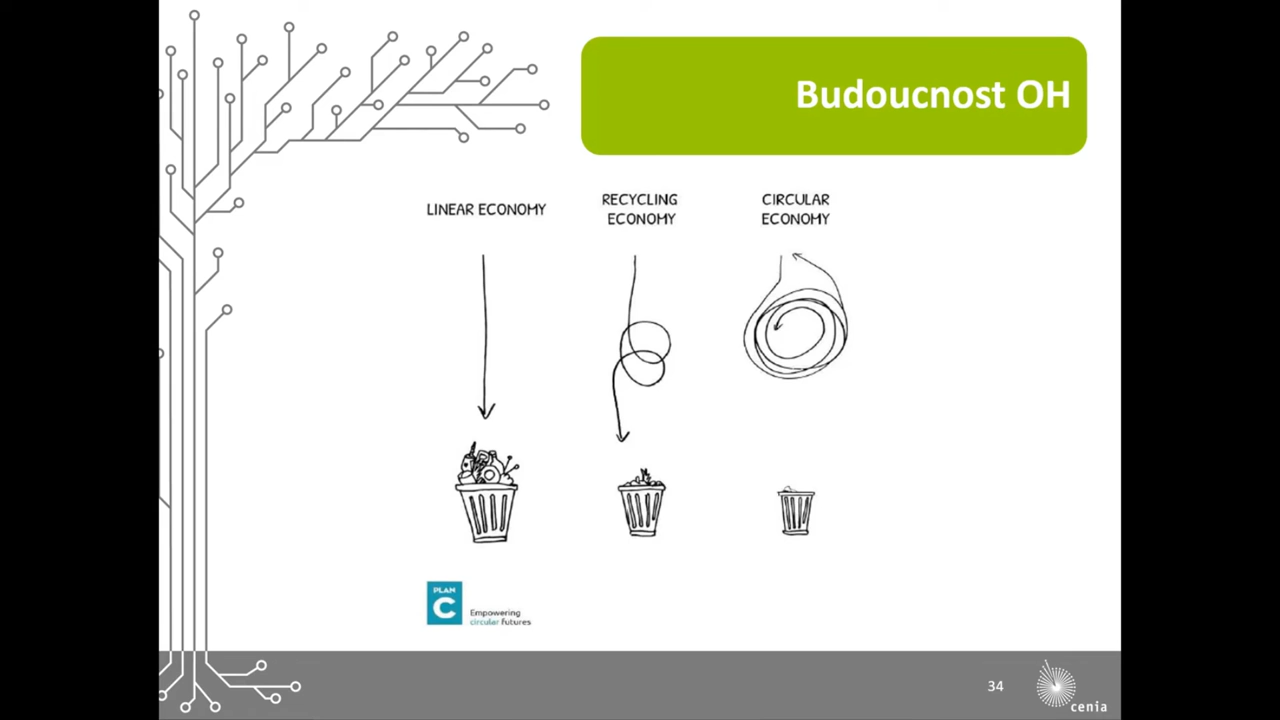 Budoucnost OH
LINEAR ECONOMY
RECYCLING
ECONOMY
CIRCULAR
ECONOMY
PLAN
C
Empowering
circular futures
34
cenia